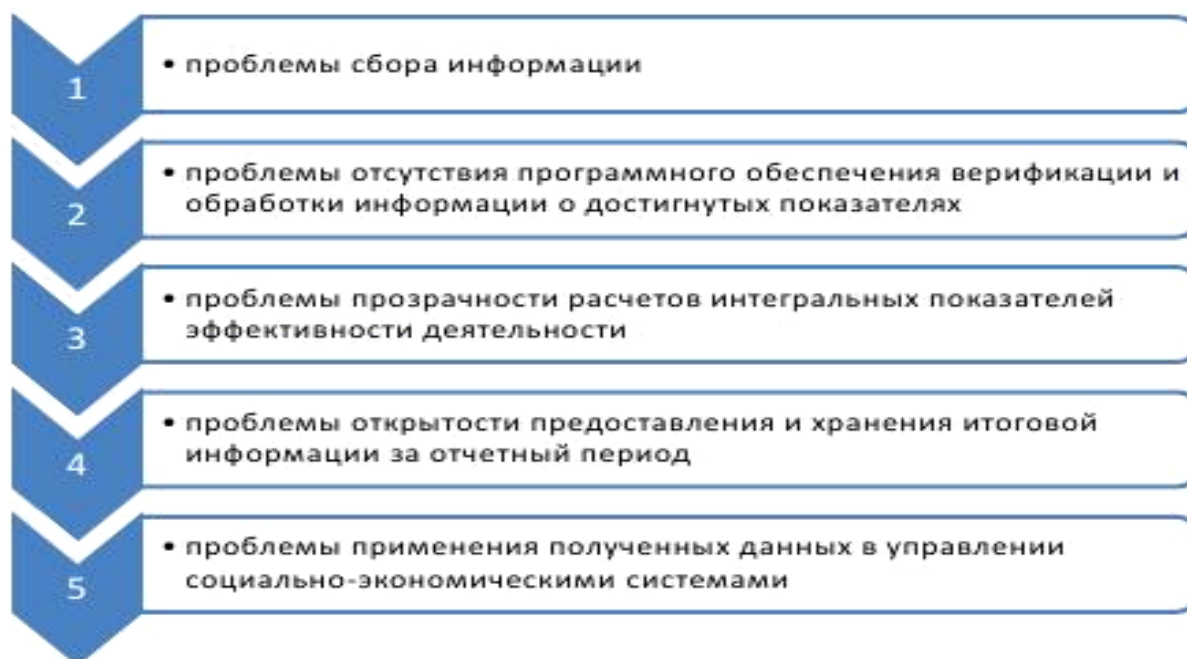 1
• проблемы сбора информации
2
• проблемы отсутствия программного обеспечения верификации и
обработки информации о достигнутых показателях
3
• проблемы прозрачности расчетов интегральных показателей
эффективности деятельности
4
• проблемы открытости предоставления и хранения итоговой
информации за отчетный период
5
• проблемы применения полученных данных в управлении
социально-экономическими системами